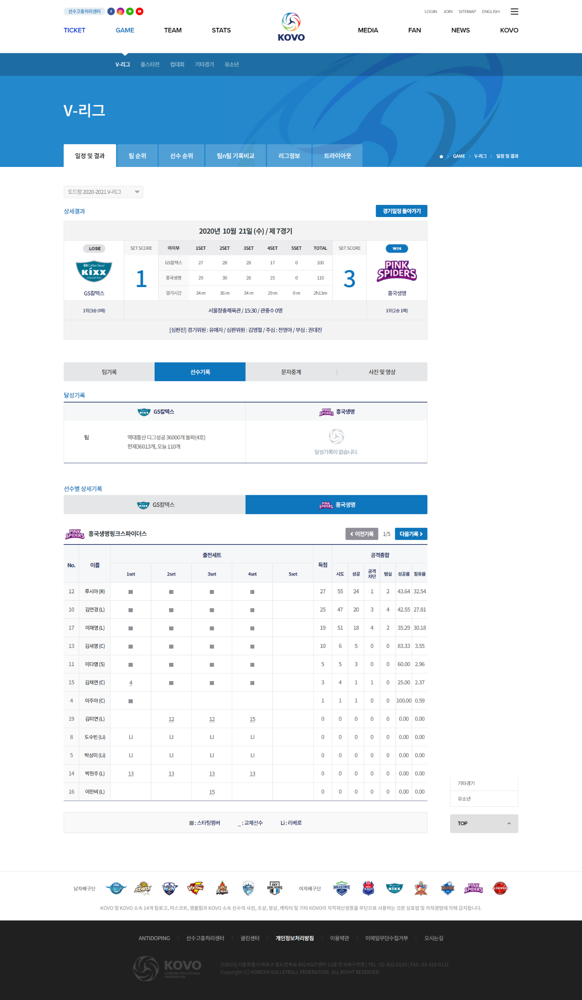 선수고충처리센터
LOGIN JOIN SITEMAP ENGLISH
TICKET GAME TEAM STATS KOVO MEDIA FAN NEWS KOVO
V-리그 올스타전 컵대회 기타경기 유소년
V-리그
일정 및 결과 팀 순위 선수 순위 팀n팀 기록비교 리그정보 트라이아웃
GAME V-리그 일정 및 결과
도드람 2020-2021 V-리그
상세결과
경기일정 돌아가기
2020년 10월 21일 (수) / 제 7경기
LOSE SET SCORE 여자부 1SET 2SET 3SET 4SET 5SET TOTAL SET SCORE WIN
GS칼텍스 27 28 28 17 0 100
GS Caltex Seoul kixx Volleyball Team 1 흥국생명 29 30 26 25 0 110 3 PINK SPIDERS
GS칼텍스 경기시간 34 m 36 m 34 m 29 m 0 m 2h13m 흥국생명
1위(3승 0패) 서울장충체육관 / 15:30 / 관중수 0명 1위(2승 1패)
[심판진] 경기위원 : 유애자 / 심판위원 : 김영철 / 주심 : 전영아 / 부심 : 권대진
팀기록 선수기록 문자중계 사진 및 영상
달성기록
kixx GS칼텍스 PINK SPIDERS 흥국생명
팀 역대통산 디그성공 36000개 돌파(4호)
현재36013개, 오늘 110개
달성기록이 없습니다.
선수별 상세기록
kixx GS칼텍스 PINK SPIDERS 흥국생명
PINK SPIDERS 흥국생명핑크스파이더스
이전기록 1/5 다음기록
No. 이름 출전세트 득점 공격종합
1set 2set 3set 4set 5set 시도 성공 공격차단 범실 성공률 점유율
12 루시아 (R) ■ ■ ■ ■ 27 55 24 1 2 43.64 32.54
10 김연경 (L) ■ ■ ■ ■ 25 47 20 3 4 42.55 27.81
17 이재영 (L) ■ ■ ■ ■ 19 51 18 4 2 35.29 30.18
13 김세영 (C) ■ ■ ■ ■ 10 6 5 0 0 83.33 3.55
11 이다영 (S) ■ ■ ■ ■ 5 5 3 0 0 60.00 2.96
15 김채연 (C) 4 ■ ■ ■ 3 4 1 1 0 25.00 2.37
4 이주아 (C) ■ 1 1 1 0 0 100.00 0.59
19 김미연 (L) 12 12 15 0 0 0 0 0 0.00 0.00
8 도수빈 (Li) LI LI LI LI 0 0 0 0 0 0.00 0.00
5 박상미 (Li) LI LI LI LI 0 0 0 0 0 0.00 0.00
14 박현주 (L) 13 13 13 13 0 0 0 0 0 0.00 0.00
16 이한비 (L) 15 0 0 0 0 0 0.00 0.00
기타경기
유소년
■ : 스타팅멤버 _ : 교체선수 Li : 리베로
TOP
남자배구단 STARS WON VIXTORM SKY WALKERS 여자배구단 HILLSTATE HI-PASS kixx ALTOS PINK SPIDERS AI PEPPERS
KOVO 및 KOVO 소속 14개 팀로고, 마스코트, 엠블럼과 KOVO 소속 선수의 사진, 초상, 영상, 캐릭터 및 기타 KOVO의 지적재산권등을 무단으로 사용하는 것은 상표법 및 저작권법에 의해 금지됩니다.
ANTIDOPING 선수고충처리센터 클린센터 개인정보처리방침 이용약관 이메일무단수집거부 오시는길
KOVO KOREAN VOLLEYBALL FEDERATION
[03925] 서울특별시 마포구 월드컵북로 402 KGIT센터 11층 한국배구연맹 | TEL : 02-422-0110 | FAX : 02-418-0131
Copyright (C) KOREAN VOLLEYBALL FEDERATION. ALL RIGHT RESERVED.